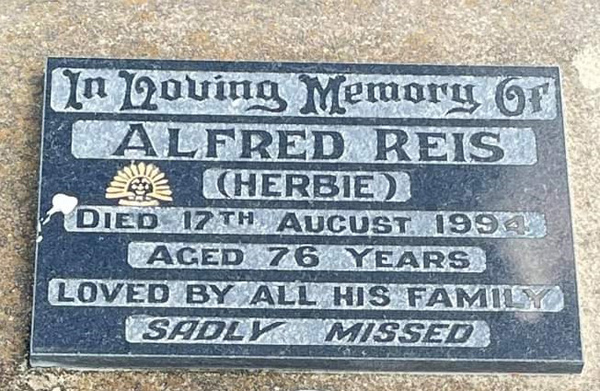 In Loving Memory Of
ALFRED REIS
(HERBIE)
DIED 17TH AUGUST 1994
AGED 76 YEARS
LOVED BY ALL HIS FAMILY
SADLY MISSED